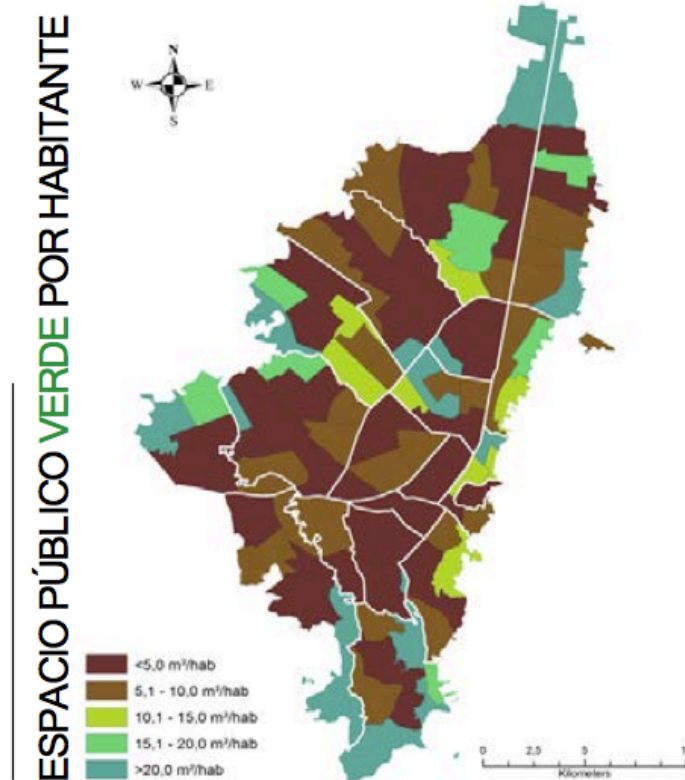 ESPACIO PÚBLICO VERDE POR HABITANTE
N
W E
S
<5,0 m²/hab
5,1 - 10,0 m²/hab
10,1 - 15,0 m²/hab
15,1 - 20,0 m²/hab
>20,0 m²/hab
0 2,5 5 1
Kilometers